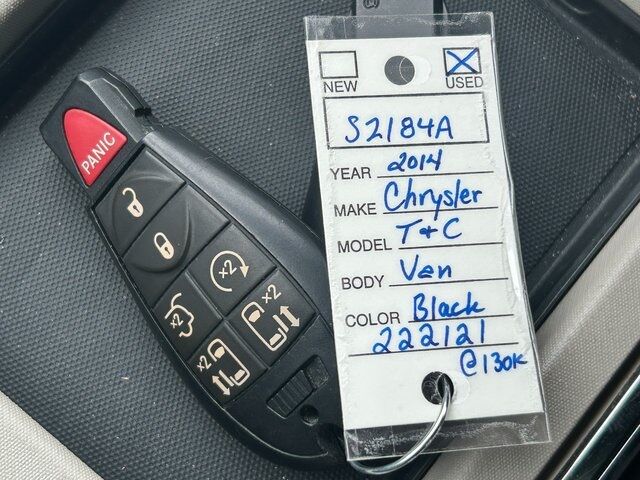 NEW USED
S2184A
YEAR 2014
MAKE Chrysler
MODEL T+C
BODY Van
COLOR Black
222121
@130K
PANIC
x2
x2
x2
x2